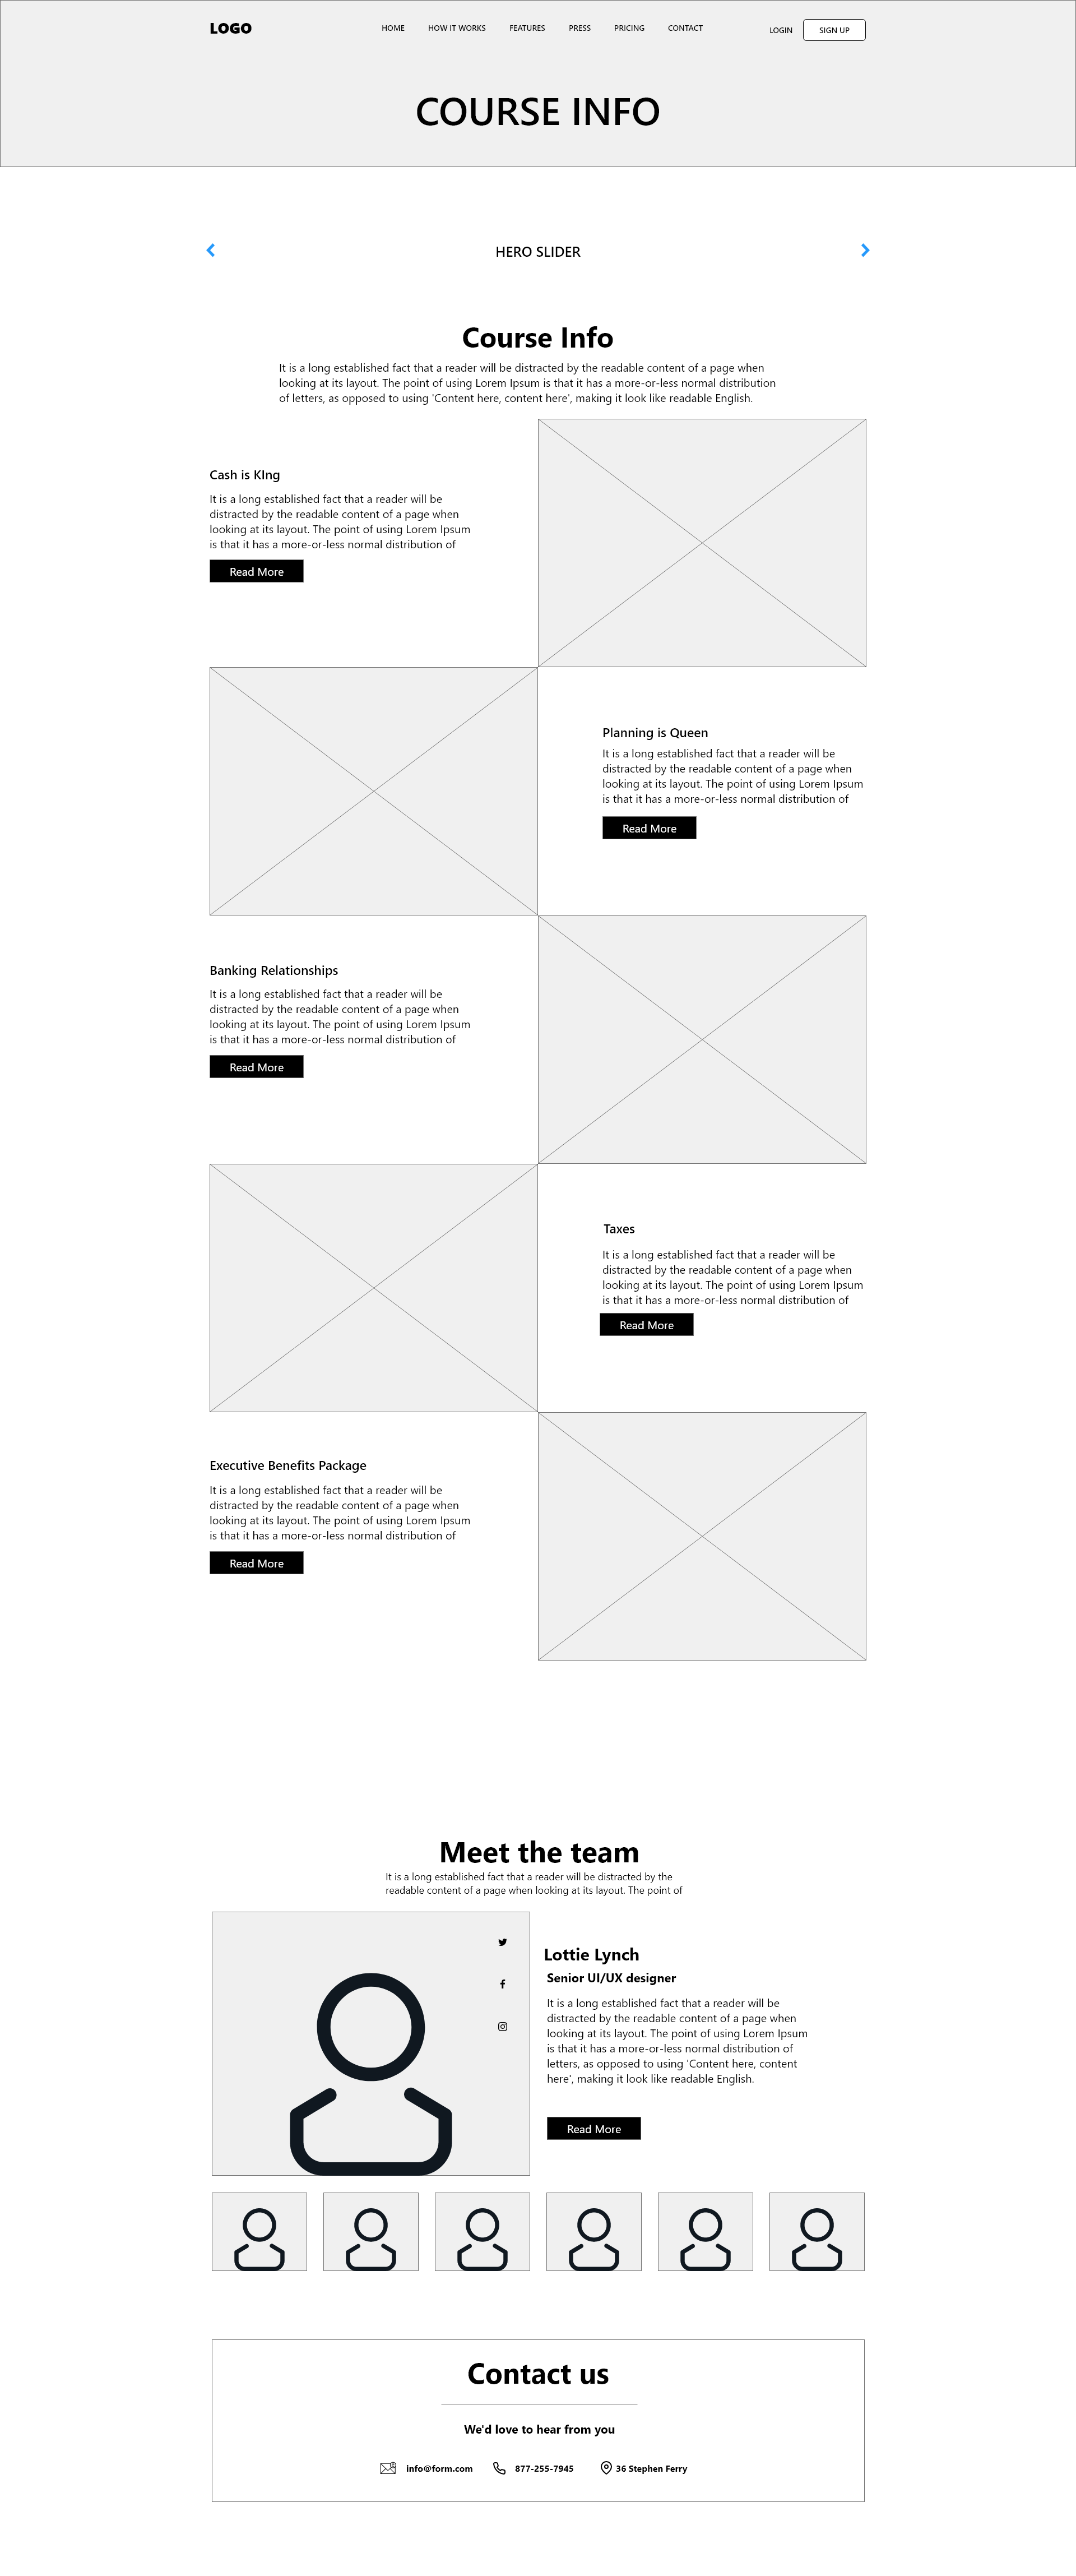 LOGO
HOME
HOW IT WORKS
FEATURES
PRESS
PRICING
CONTACT
LOGIN
SIGN UP
COURSE INFO
HERO SLIDER
Course Info
It is a long established fact that a reader will be distracted by the readable content of a page when
looking at its layout. The point of using Lorem Ipsum is that it has a more-or-less normal distribution
of letters, as opposed to using 'Content here, content here', making it look like readable English.
Cash is KIng
It is a long established fact that a reader will be
distracted by the readable content of a page when
looking at its layout. The point of using Lorem Ipsum
is that it has a more-or-less normal distribution of
Read More
Planning is Queen
It is a long established fact that a reader will be
distracted by the readable content of a page when
looking at its layout. The point of using Lorem Ipsum
is that it has a more-or-less normal distribution of
Read More
Banking Relationships
It is a long established fact that a reader will be
distracted by the readable content of a page when
looking at its layout. The point of using Lorem Ipsum
is that it has a more-or-less normal distribution of
Read More
Taxes
It is a long established fact that a reader will be
distracted by the readable content of a page when
looking at its layout. The point of using Lorem Ipsum
is that it has a more-or-less normal distribution of
Read More
Executive Benefits Package
It is a long established fact that a reader will be
distracted by the readable content of a page when
looking at its layout. The point of using Lorem Ipsum
is that it has a more-or-less normal distribution of
Read More
Meet the team
It is a long established fact that a reader will be distracted by the
readable content of a page when looking at its layout. The point of
Lottie Lynch
Senior UI/UX designer
It is a long established fact that a reader will be
distracted by the readable content of a page when
looking at its layout. The point of using Lorem Ipsum
is that it has a more-or-less normal distribution of
letters, as opposed to using 'Content here, content
here', making it look like readable English.
Read More
Contact us
We'd love to hear from you
info@form.com
877-255-7945
36 Stephen Ferry